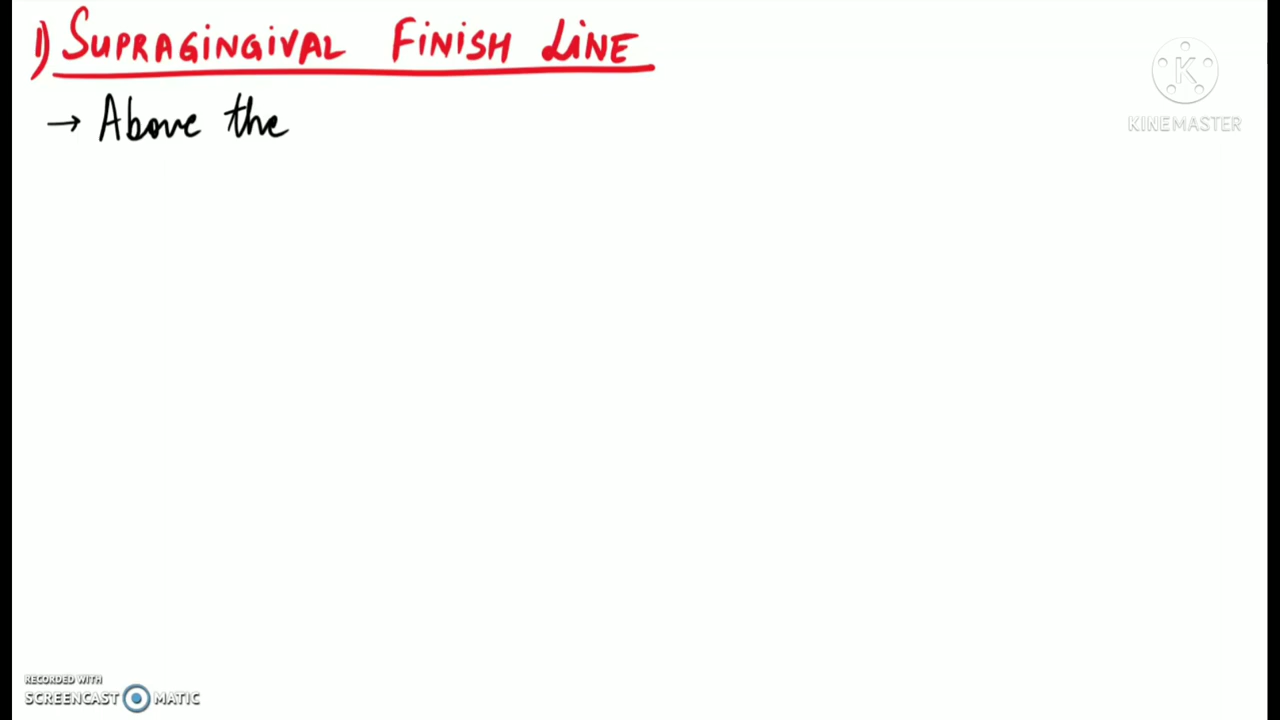 1) SUPRAGINGIVAL FINISH LINE
→ Above the
K
KINEMASTER
RECORDED WITH
SCREENCAST MATIC